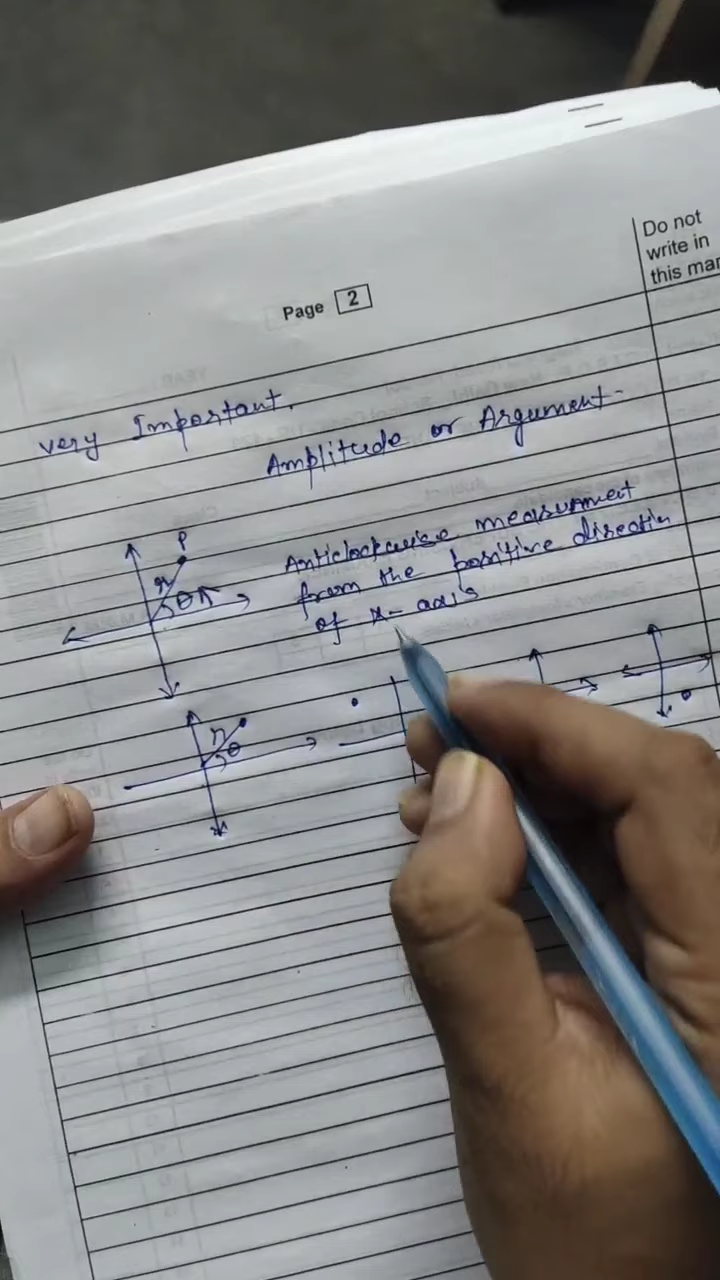 Do not
write in
this mar
Page 2
very Important.
Amplitude or Argument-
P
r
θ
Anticlockwise measurment
from the positive direction
of x- axis
r
θ